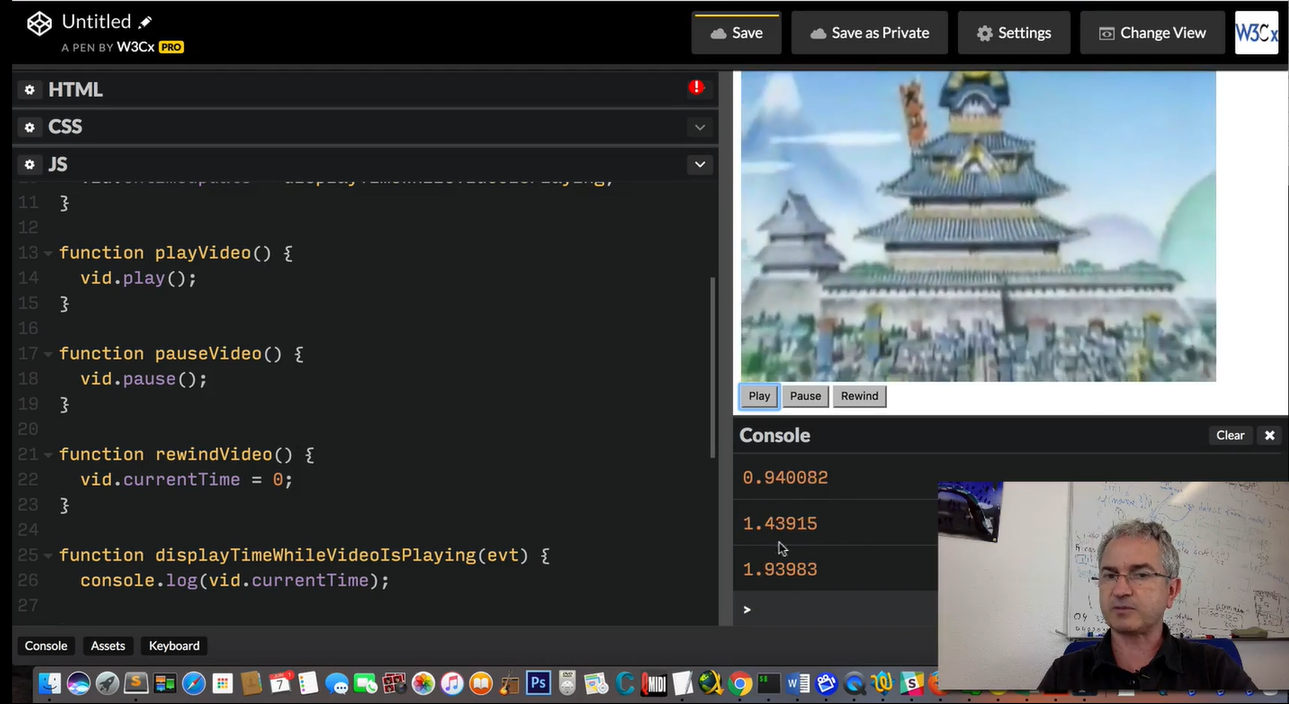 Untitled
A PEN BY W3Cx PRO
Save
Save as Private
Settings
Change View
W3Cx
HTML
CSS
JS
11 }
12
13 function playVideo() {
14 vid.play();
15 }
16
17 function pauseVideo() {
18 vid.pause();
19 }
20
21 function rewindVideo() {
22 vid.currentTime = 0;
23 }
24
25 function displayTimeWhileVideoIsPlaying(evt) {
26 console.log(vid.currentTime);
27
Play Pause Rewind
Console
Clear
0.940082
1.43915
1.93983
>
Console Assets Keyboard
7
Ps
MIDI
W
S